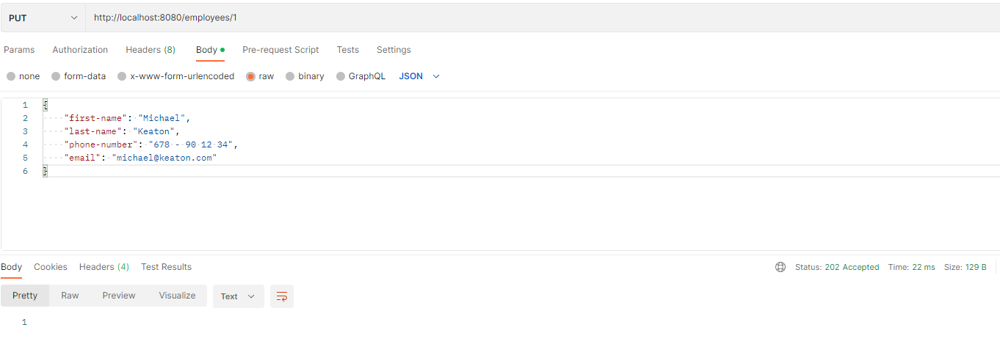 PUT http://localhost:8080/employees/1
Params Authorization Headers (8) Body Pre-request Script Tests Settings
none form-data x-www-form-urlencoded raw binary GraphQL JSON
1 {
2 "first-name": "Michael",
3 "last-name": "Keaton",
4 "phone-number": "678 - 90 12 34",
5 "email": "michael@keaton.com"
6 }
Body Cookies Headers (4) Test Results Status: 202 Accepted Time: 22 ms Size: 129 B
Pretty Raw Preview Visualize Text
1